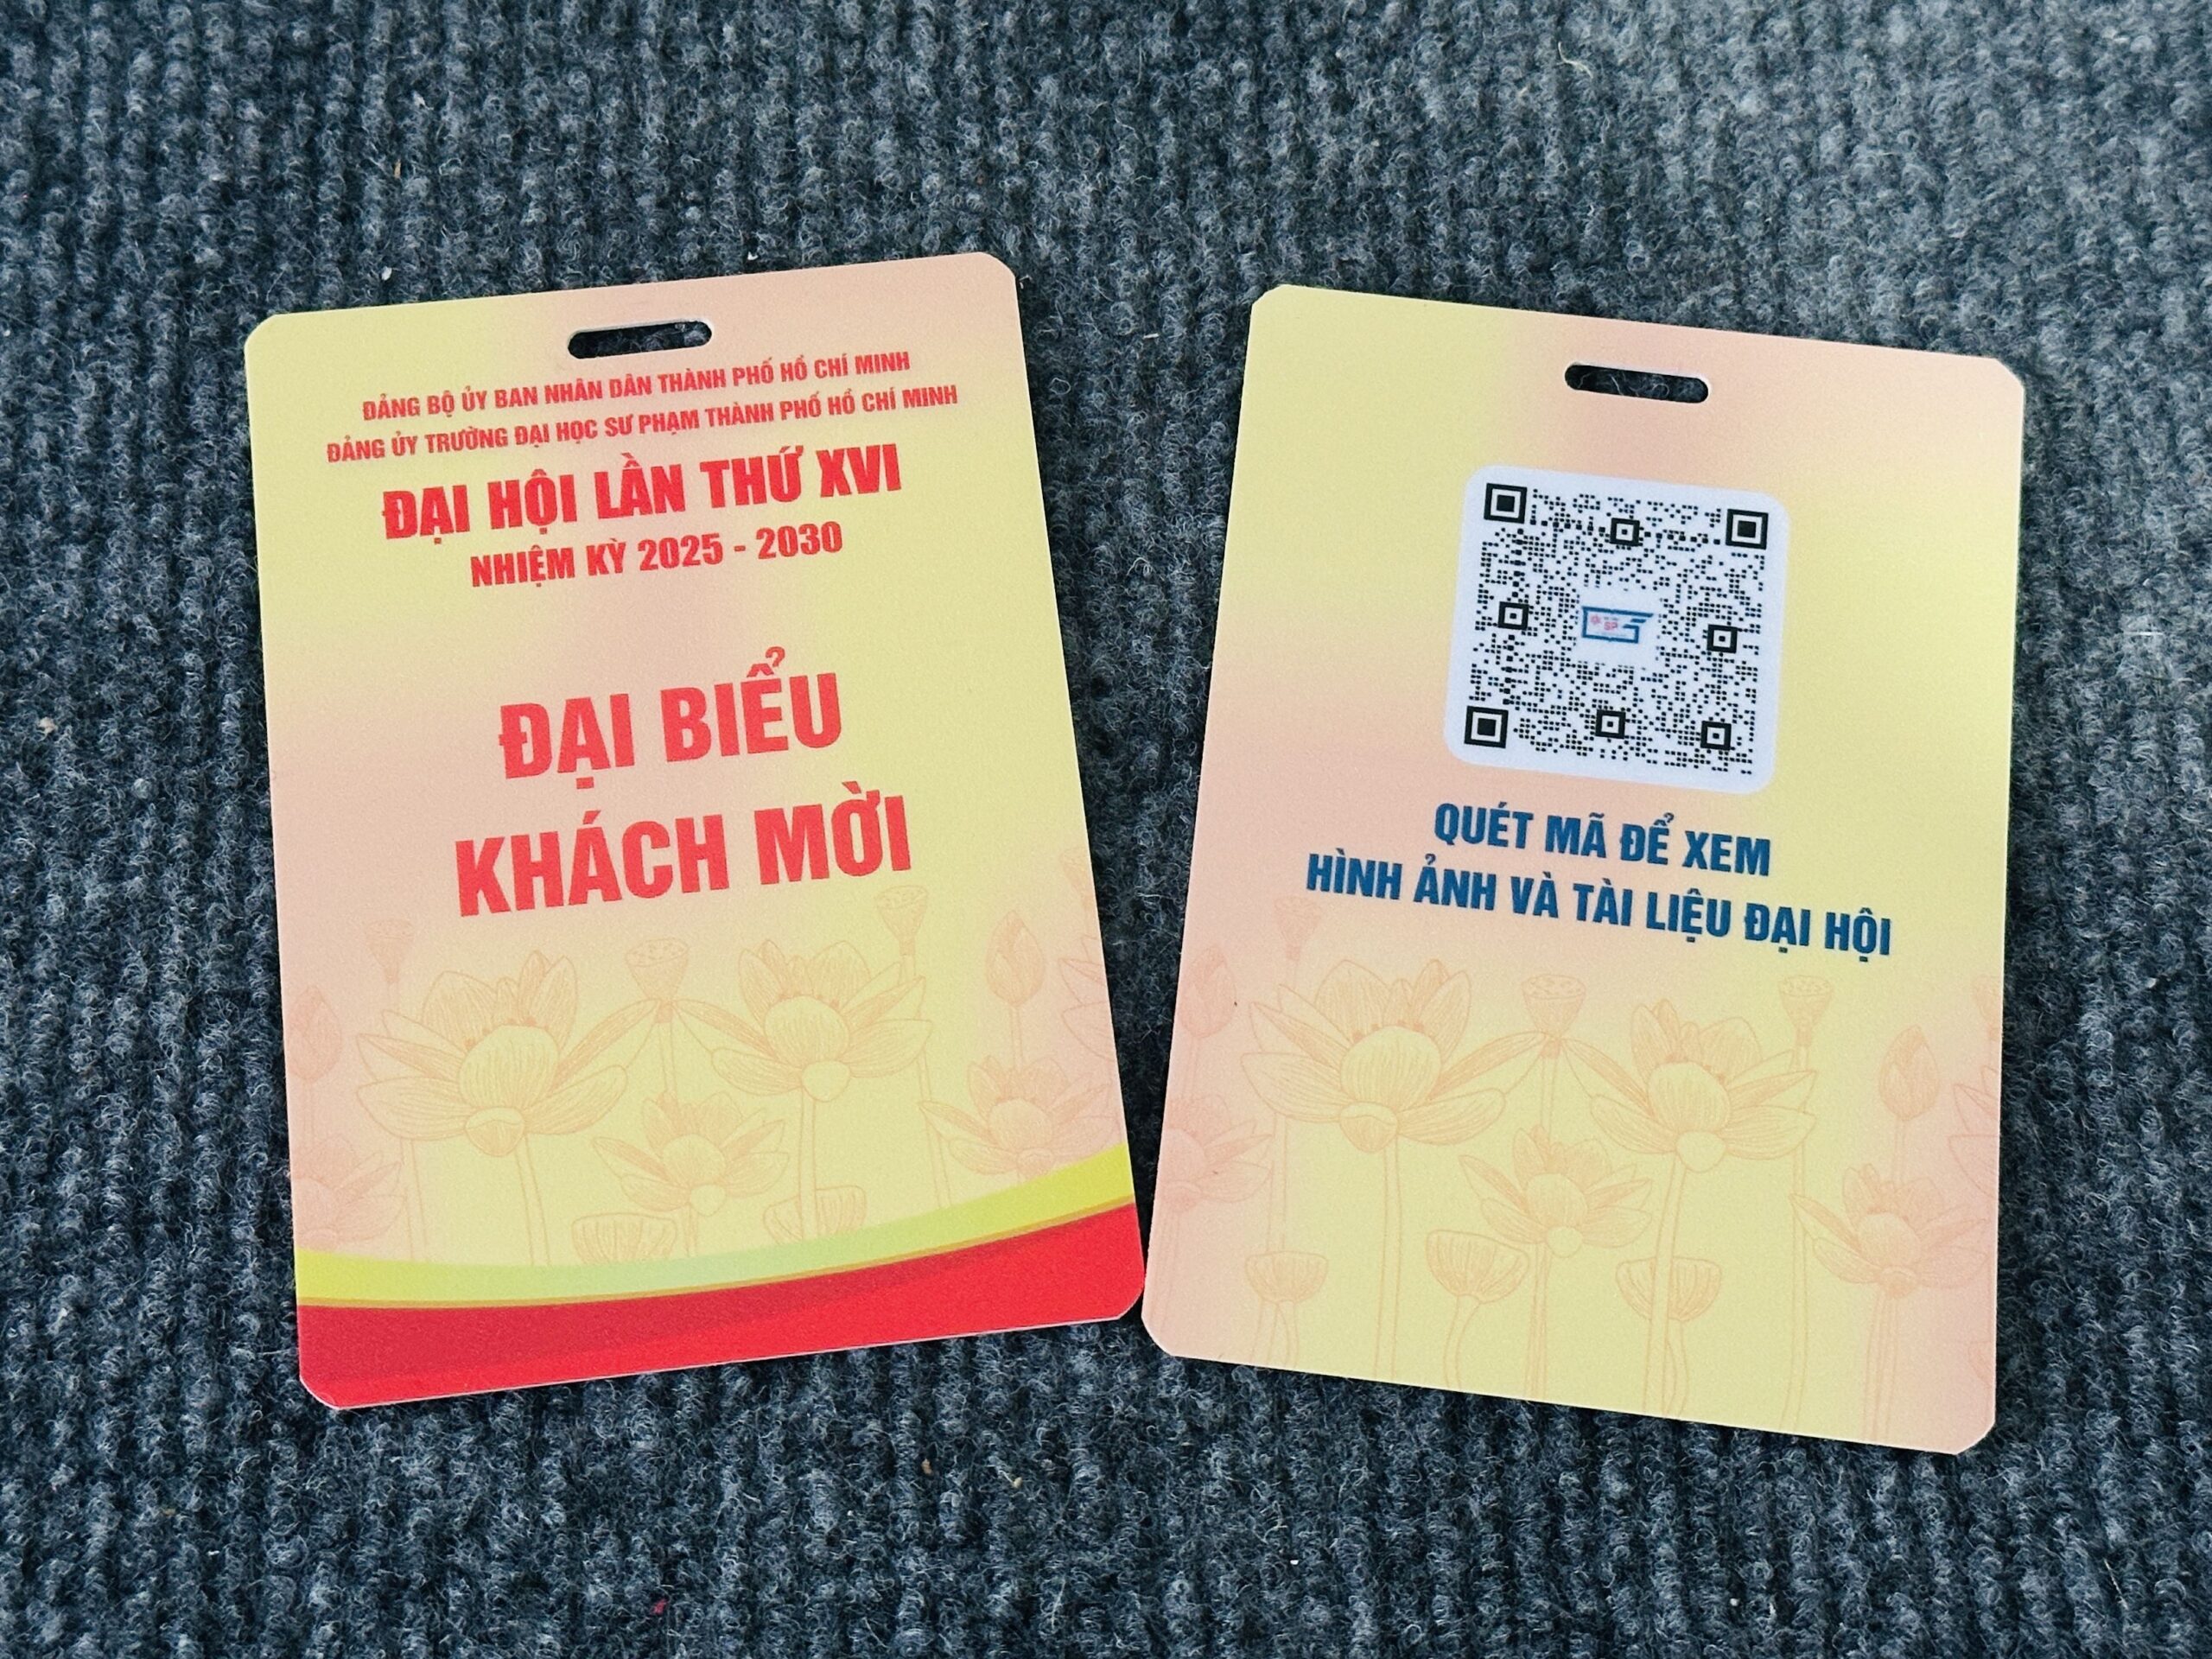 ĐẢNG BỘ ỦY BAN NHÂN DÂN THÀNH PHỐ HỒ CHÍ MINH
ĐẢNG ỦY TRƯỜNG ĐẠI HỌC SƯ PHẠM THÀNH PHỐ HỒ CHÍ MINH
ĐẠI HỘI LẦN THỨ XVI
NHIỆM KỲ 2025 - 2030
ĐẠI BIỂU
KHÁCH MỜI
SP
QUÉT MÃ ĐỂ XEM
HÌNH ẢNH VÀ TÀI LIỆU ĐẠI HỘI